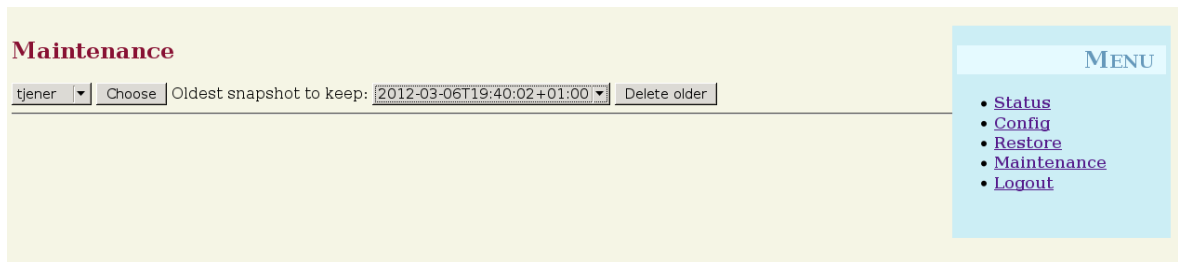 Maintenance
tjener Choose Oldest snapshot to keep: 2012-03-06T19:40:02+01:00 Delete older
MENU
Status
Config
Restore
Maintenance
Logout